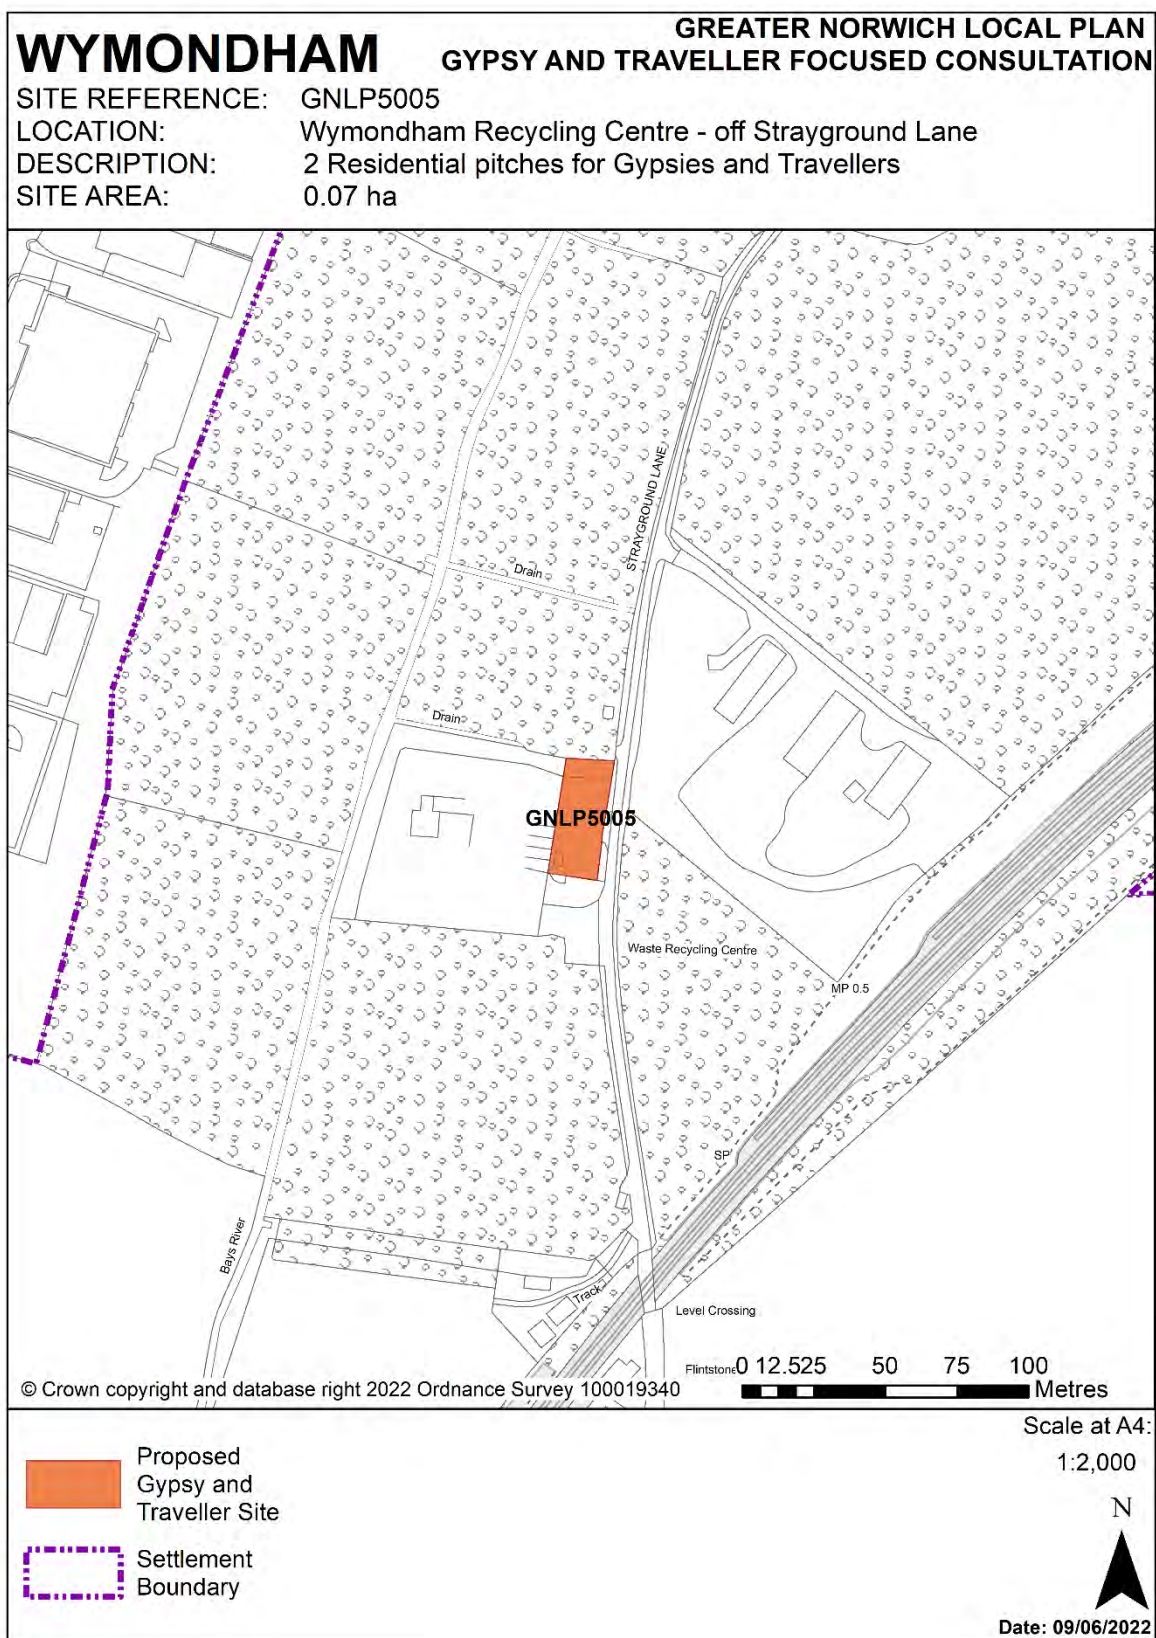 WYMONDHAM
GREATER NORWICH LOCAL PLAN
GYPSY AND TRAVELLER FOCUSED CONSULTATION
SITE REFERENCE: GNLP5005
LOCATION: Wymondham Recycling Centre - off Strayground Lane
DESCRIPTION: 2 Residential pitches for Gypsies and Travellers
SITE AREA: 0.07 ha
STRAYGROUND LANE
Drain
Drain
GNLP5005
Waste Recycling Centre
MP 0.5
SP
Bays River
Track
Level Crossing
Flintstone
0 12.525 50 75 100
Metres
© Crown copyright and database right 2022 Ordnance Survey 100019340
Proposed
Gypsy and
Traveller Site
Settlement
Boundary
Scale at A4:
1:2,000
N
Date: 09/06/2022